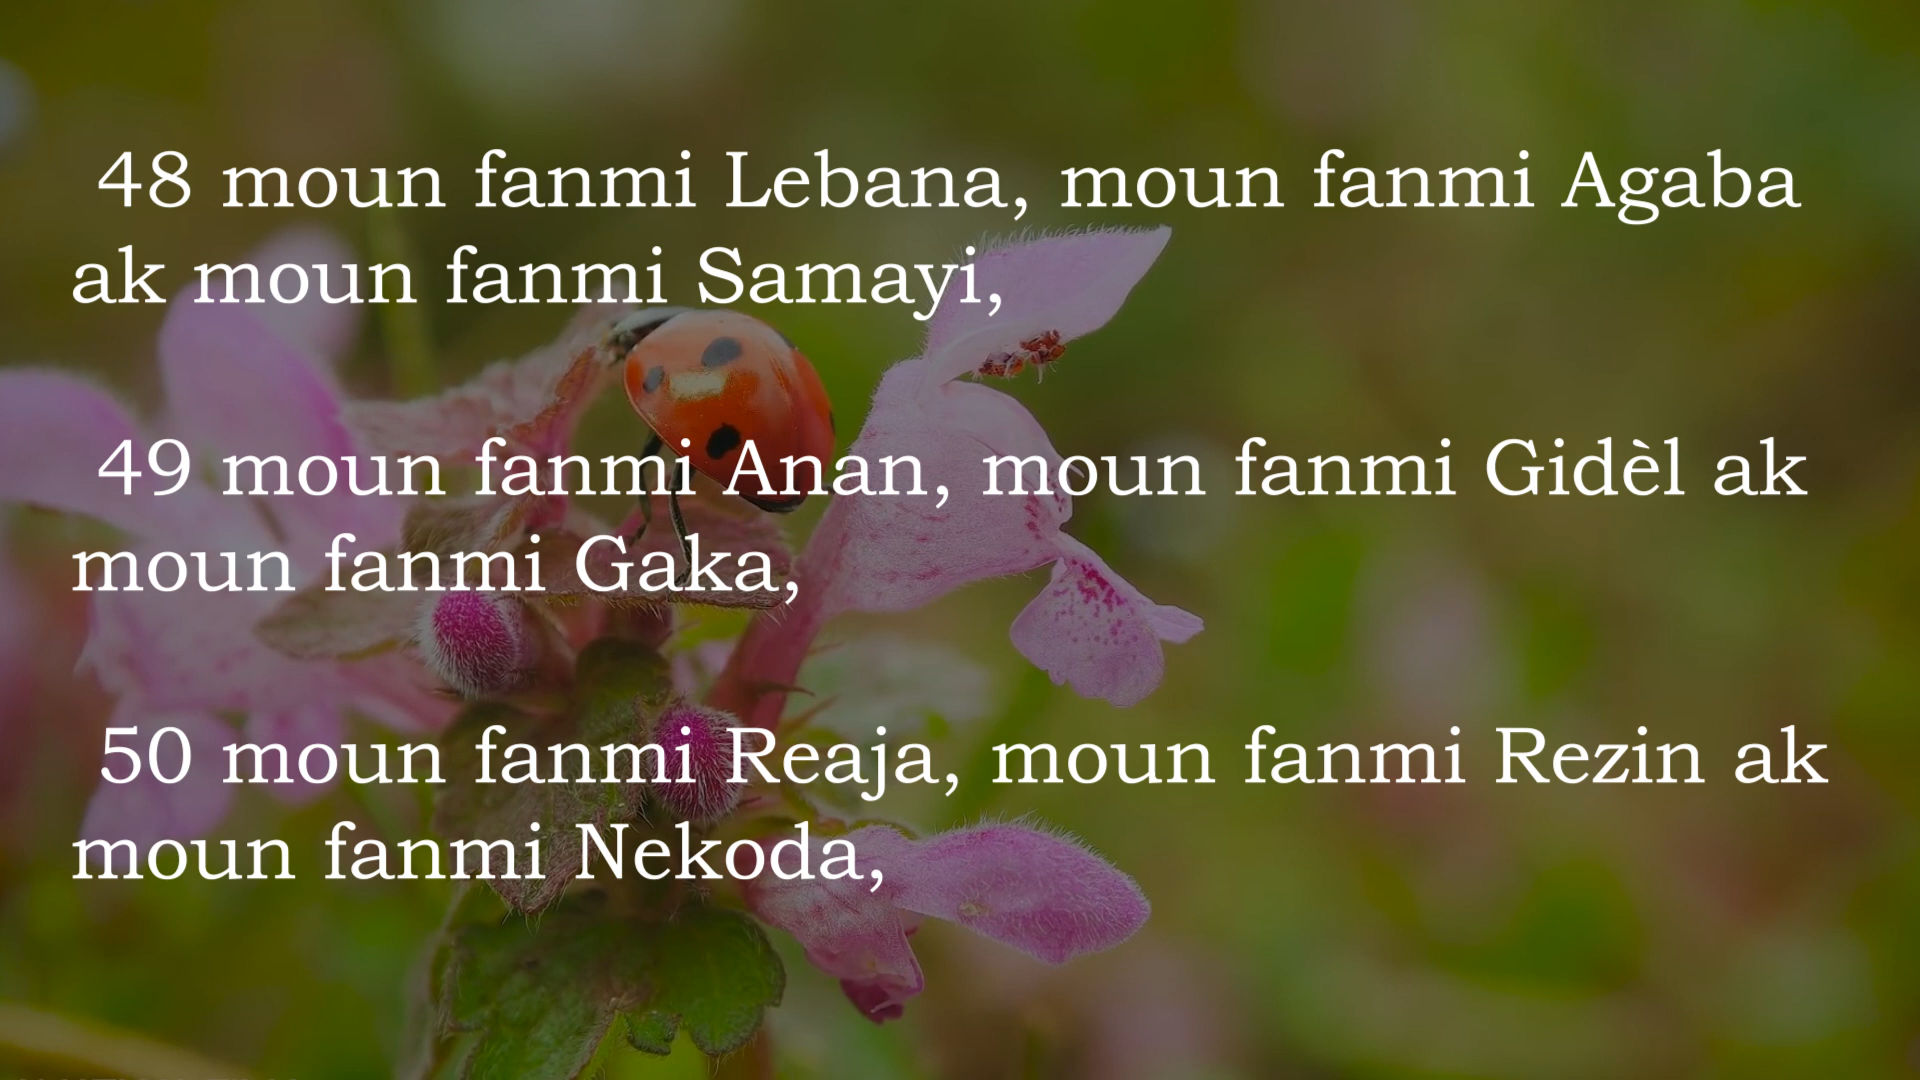 48 moun fanmi Lebana, moun fanmi Agaba
ak moun fanmi Samayi,
49 moun fanmi Anan, moun fanmi Gidèl ak
moun fanmi Gaka,
50 moun fanmi Reaja, moun fanmi Rezin ak
moun fanmi Nekoda,